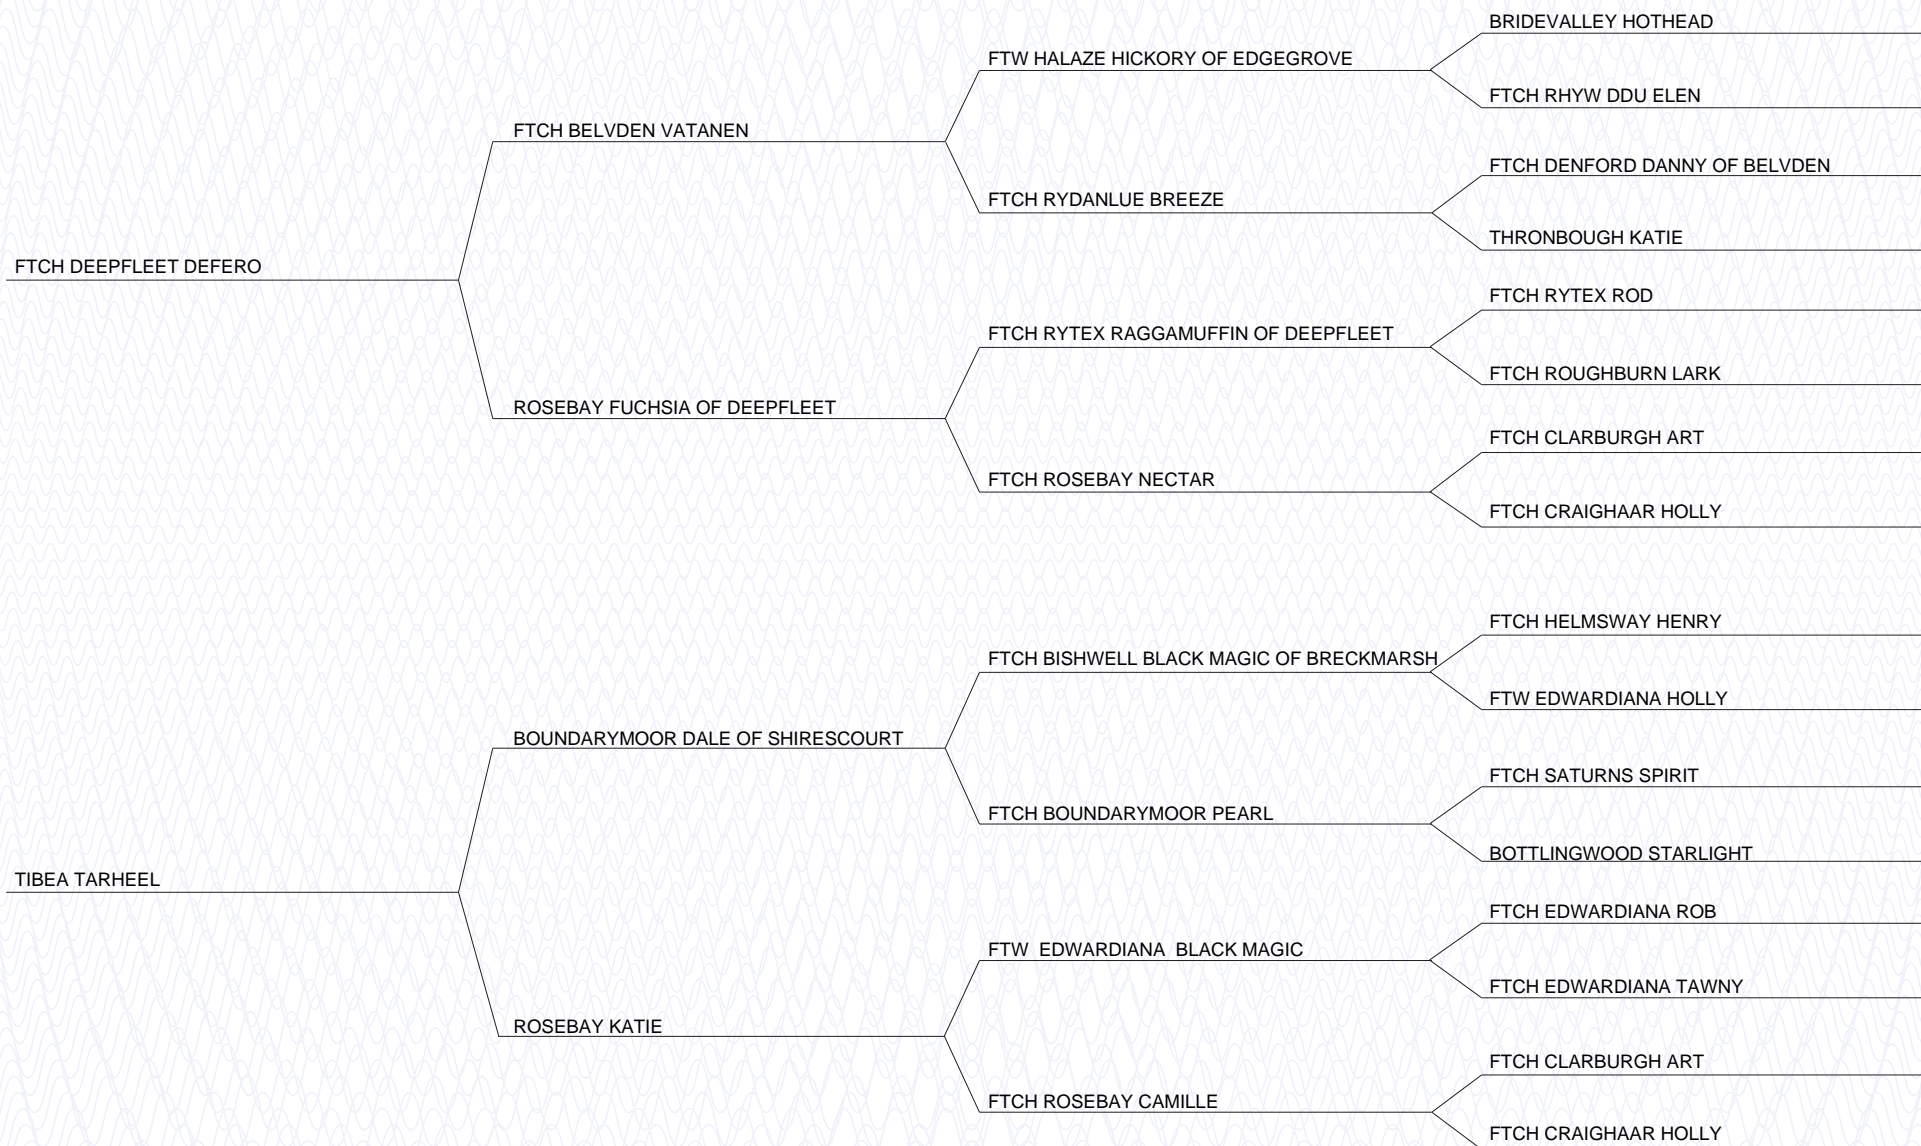 BRIDEVALLEY HOTHEAD
FTW HALAZE HICKORY OF EDGEGROVE
FTCH RHYW DDU ELEN
FTCH BELVDEN VATANEN
FTCH DENFORD DANNY OF BELVDEN
FTCH RYDANLUE BREEZE
THRONBOUGH KATIE
FTCH DEEPFLEET DEFERO
FTCH RYTEX ROD
FTCH RYTEX RAGGAMUFFIN OF DEEPFLEET
FTCH ROUGHBURN LARK
ROSEBAY FUCHSIA OF DEEPFLEET
FTCH CLARBURGH ART
FTCH ROSEBAY NECTAR
FTCH CRAIGHAAR HOLLY
FTCH HELMSWAY HENRY
FTCH BISHWELL BLACK MAGIC OF BRECKMARSH
FTW EDWARDIANA HOLLY
BOUNDARYMOOR DALE OF SHIRESCOURT
FTCH SATURNS SPIRIT
FTCH BOUNDARYMOOR PEARL
BOTTLINGWOOD STARLIGHT
TIBEA TARHEEL
FTCH EDWARDIANA ROB
FTW  EDWARDIANA  BLACK MAGIC
FTCH EDWARDIANA TAWNY
ROSEBAY KATIE
FTCH CLARBURGH ART
FTCH ROSEBAY CAMILLE
FTCH CRAIGHAAR HOLLY